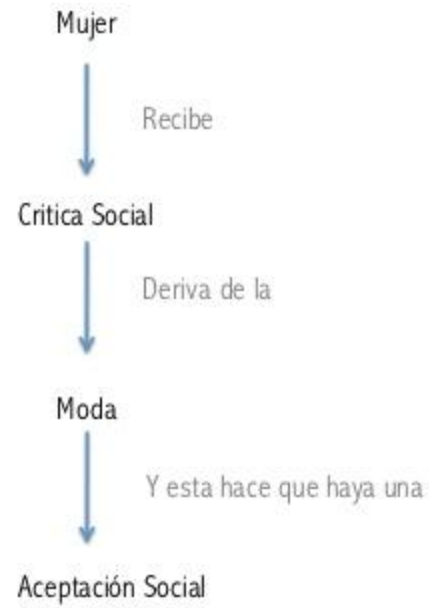 Mujer
Recibe
Critica Social
Deriva de la
Moda
Y esta hace que haya una
Aceptación Social